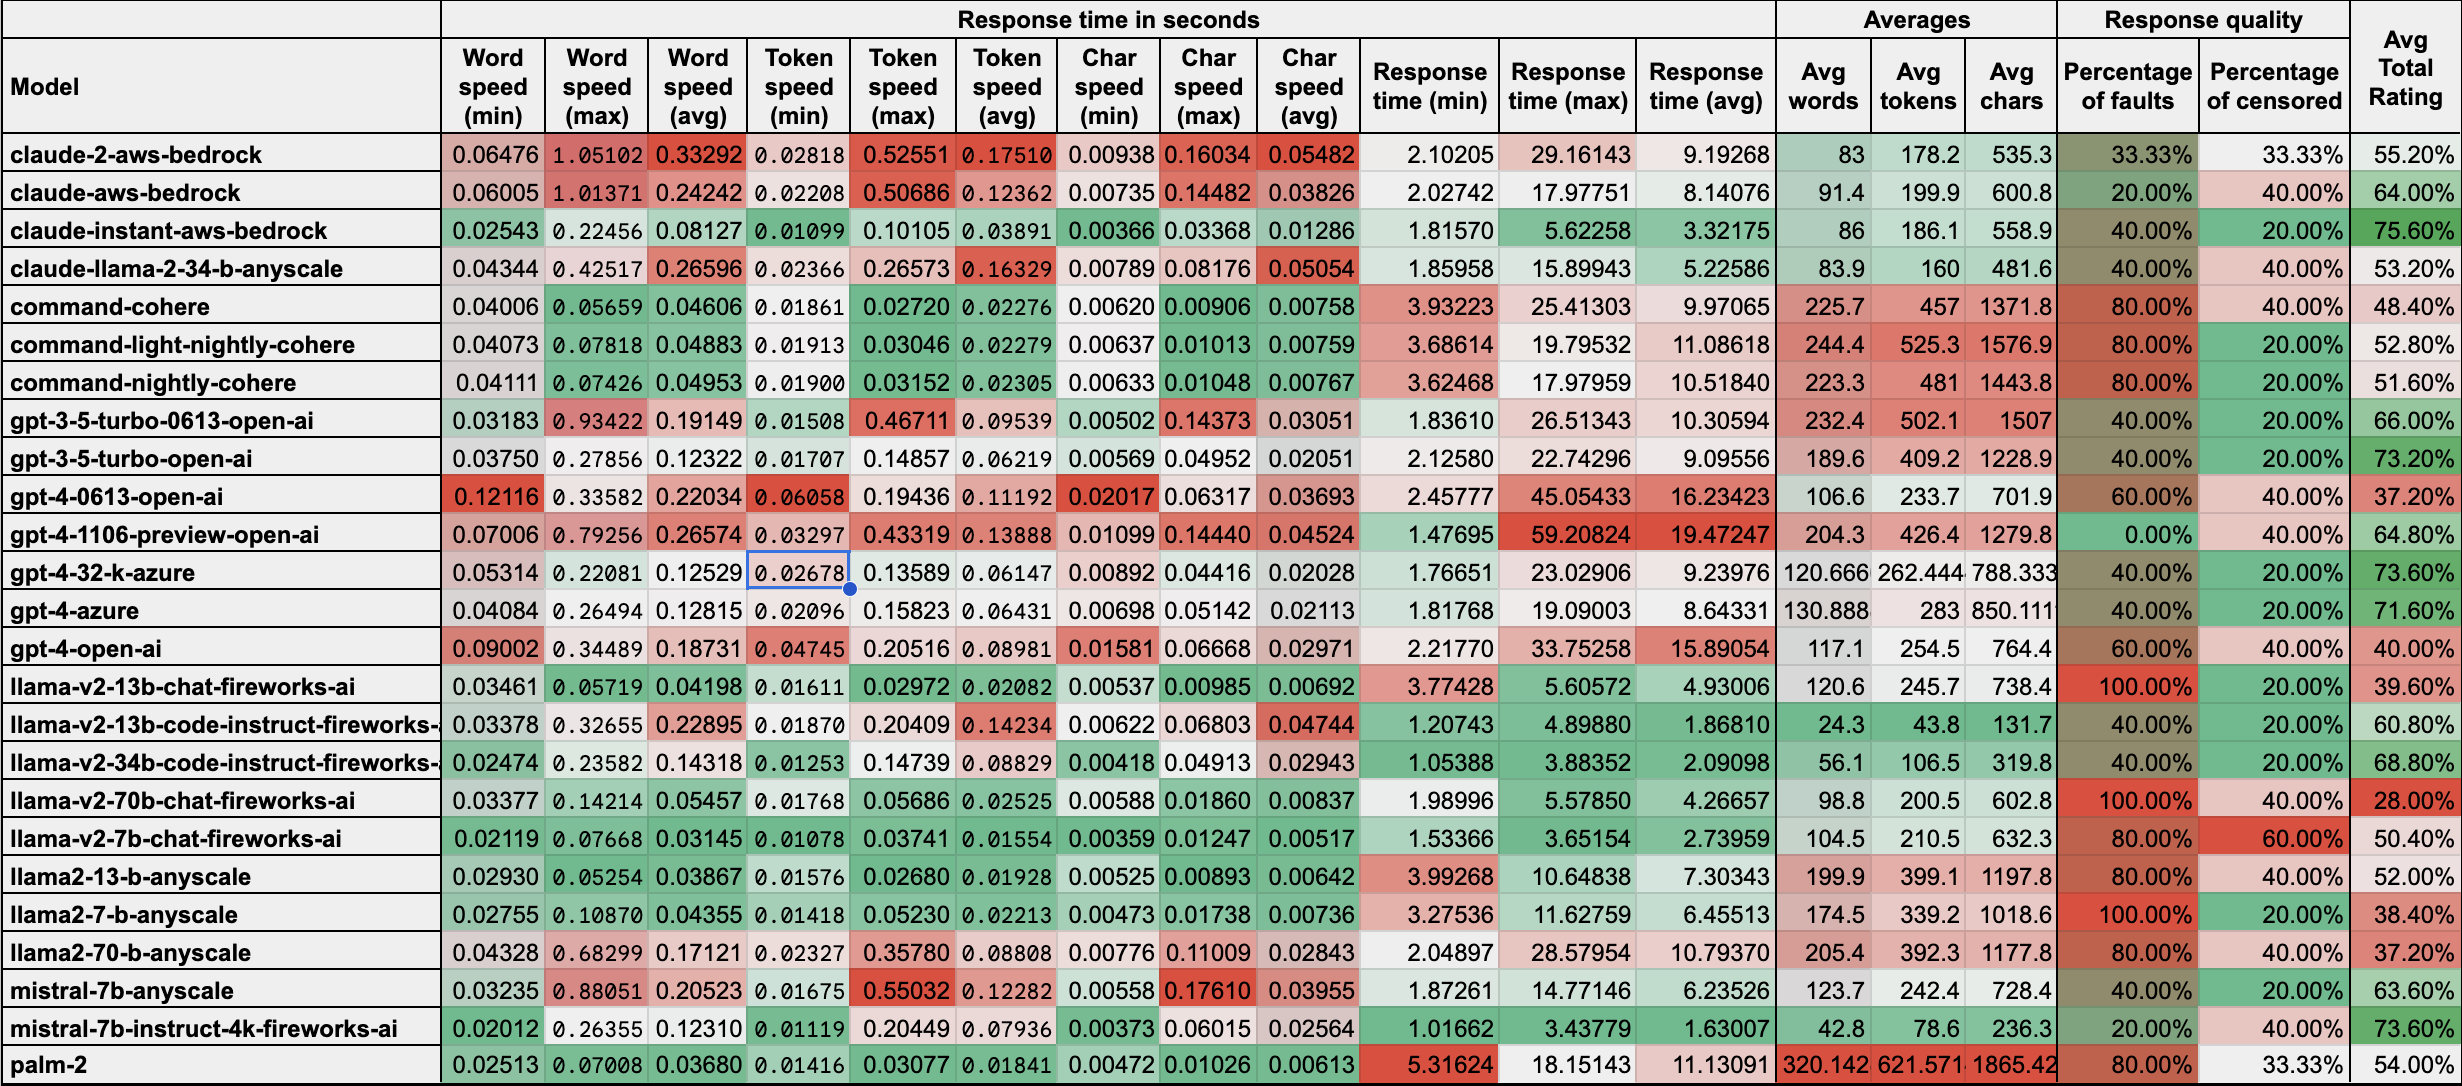 Response time in seconds Averages Response quality Avg Total Rating
Model Word speed (min) Word speed (max) Word speed (avg) Token speed (min) Token speed (max) Token speed (avg) Char speed (min) Char speed (max) Char speed (avg) Response time (min) Response time (max) Response time (avg) Avg words Avg tokens Avg chars Percentage of faults Percentage of censored
claude-2-aws-bedrock 0.06476 1.05102 0.33292 0.02818 0.52551 0.17510 0.00938 0.16034 0.05482 2.10205 29.16143 9.19268 83 178.2 535.3 33.33% 33.33% 55.20%
claude-aws-bedrock 0.06005 1.01371 0.24242 0.02208 0.50686 0.12362 0.00735 0.14482 0.03826 2.02742 17.97751 8.14076 91.4 199.9 600.8 20.00% 40.00% 64.00%
claude-instant-aws-bedrock 0.02543 0.22456 0.08127 0.01099 0.10105 0.03891 0.00366 0.03368 0.01286 1.81570 5.62258 3.32175 86 186.1 558.9 40.00% 20.00% 75.60%
claude-llama-2-34-b-anyscale 0.04344 0.42517 0.26596 0.02366 0.26573 0.16329 0.00789 0.08176 0.05054 1.85958 15.89943 5.22586 83.9 160 481.6 40.00% 40.00% 53.20%
command-cohere 0.04006 0.05659 0.04606 0.01861 0.02720 0.02276 0.00620 0.00906 0.00758 3.93223 25.41303 9.97065 225.7 457 1371.8 80.00% 40.00% 48.40%
command-light-nightly-cohere 0.04073 0.07818 0.04883 0.01913 0.03046 0.02279 0.00637 0.01013 0.00759 3.68614 19.79532 11.08618 244.4 525.3 1576.9 80.00% 20.00% 52.80%
command-nightly-cohere 0.04111 0.07426 0.04953 0.01900 0.03152 0.02305 0.00633 0.01048 0.00767 3.62468 17.97959 10.51840 223.3 481 1443.8 80.00% 20.00% 51.60%
gpt-3-5-turbo-0613-open-ai 0.03183 0.93422 0.19149 0.01508 0.46711 0.09539 0.00502 0.14373 0.03051 1.83610 26.51343 10.30594 232.4 502.1 1507 40.00% 20.00% 66.00%
gpt-3-5-turbo-open-ai 0.03750 0.27856 0.12322 0.01707 0.14857 0.06219 0.00569 0.04952 0.02051 2.12580 22.74296 9.09556 189.6 409.2 1228.9 40.00% 20.00% 73.20%
gpt-4-0613-open-ai 0.12116 0.33582 0.22034 0.06058 0.19436 0.11192 0.02017 0.06317 0.03693 2.45777 45.05433 16.23423 106.6 233.7 701.9 60.00% 40.00% 37.20%
gpt-4-1106-preview-open-ai 0.07006 0.79256 0.26574 0.03297 0.43319 0.13888 0.01099 0.14440 0.04524 1.47695 59.20824 19.47247 204.3 426.4 1279.8 0.00% 40.00% 64.80%
gpt-4-32-k-azure 0.05314 0.22081 0.12529 0.02678 0.13589 0.06147 0.00892 0.04416 0.02028 1.76651 23.02906 9.23976 120.666 262.444 788.333 40.00% 20.00% 73.60%
gpt-4-azure 0.04084 0.26494 0.12815 0.02096 0.15823 0.06431 0.00698 0.05142 0.02113 1.81768 19.09003 8.64331 130.888 283 850.111 40.00% 20.00% 71.60%
gpt-4-open-ai 0.09002 0.34489 0.18731 0.04745 0.20516 0.08981 0.01581 0.06668 0.02971 2.21770 33.75258 15.89054 117.1 254.5 764.4 60.00% 40.00% 40.00%
llama-v2-13b-chat-fireworks-ai 0.03461 0.05719 0.04198 0.01611 0.02972 0.02082 0.00537 0.00985 0.00692 3.77428 5.60572 4.93006 120.6 245.7 738.4 100.00% 20.00% 39.60%
llama-v2-13b-code-instruct-fireworks- 0.03378 0.32655 0.22895 0.01870 0.20409 0.14234 0.00622 0.06803 0.04744 1.20743 4.89880 1.86810 24.3 43.8 131.7 40.00% 20.00% 60.80%
llama-v2-34b-code-instruct-fireworks- 0.02474 0.23582 0.14318 0.01253 0.14739 0.08829 0.00418 0.04913 0.02943 1.05388 3.88352 2.09098 56.1 106.5 319.8 40.00% 20.00% 68.80%
llama-v2-70b-chat-fireworks-ai 0.03377 0.14214 0.05457 0.01768 0.05686 0.02525 0.00588 0.01860 0.00837 1.98996 5.57850 4.26657 98.8 200.5 602.8 100.00% 40.00% 28.00%
llama-v2-7b-chat-fireworks-ai 0.02119 0.07668 0.03145 0.01078 0.03741 0.01554 0.00359 0.01247 0.00517 1.53366 3.65154 2.73959 104.5 210.5 632.3 80.00% 60.00% 50.40%
llama2-13-b-anyscale 0.02930 0.05254 0.03867 0.01576 0.02680 0.01928 0.00525 0.00893 0.00642 3.99268 10.64838 7.30343 199.9 399.1 1197.8 80.00% 40.00% 52.00%
llama2-7-b-anyscale 0.02755 0.10870 0.04355 0.01418 0.05230 0.02213 0.00473 0.01738 0.00736 3.27536 11.62759 6.45513 174.5 339.2 1018.6 100.00% 20.00% 38.40%
llama2-70-b-anyscale 0.04328 0.68299 0.17121 0.02327 0.35780 0.08808 0.00776 0.11009 0.02843 2.04897 28.57954 10.79370 205.4 392.3 1177.8 80.00% 40.00% 37.20%
mistral-7b-anyscale 0.03235 0.88051 0.20523 0.01675 0.55032 0.12282 0.00558 0.17610 0.03955 1.87261 14.77146 6.23526 123.7 242.4 728.4 40.00% 20.00% 63.60%
mistral-7b-instruct-4k-fireworks-ai 0.02012 0.26355 0.12310 0.01119 0.20449 0.07936 0.00373 0.06015 0.02564 1.01662 3.43779 1.63007 42.8 78.6 236.3 20.00% 40.00% 73.60%
palm-2 0.02513 0.07008 0.03680 0.01416 0.03077 0.01841 0.00472 0.01026 0.00613 5.31624 18.15143 11.13091 320.142 621.571 1865.42 80.00% 33.33% 54.00%